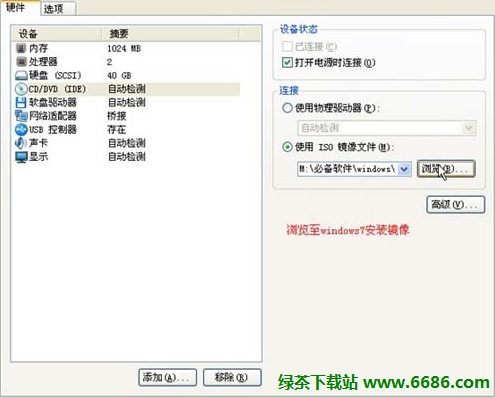 硬件 选项
设备 摘要
内存 1024 MB
处理器 2
硬盘 (SCSI) 40 GB
CD/DVD (IDE) 自动检测
软盘驱动器 自动检测
网络适配器 桥接
USB 控制器 存在
声卡 自动检测
显示 自动检测
添加(A)... 移除(R)
设备状态
已连接(C)
打开电源时连接(O)
连接
使用物理驱动器(P):
自动检测
使用 ISO 镜像文件(M):
M:\必备软件\windows\ 浏览(B)...
高级(V)...
浏览至windows7安装镜像
绿茶下载站 www.6686.com